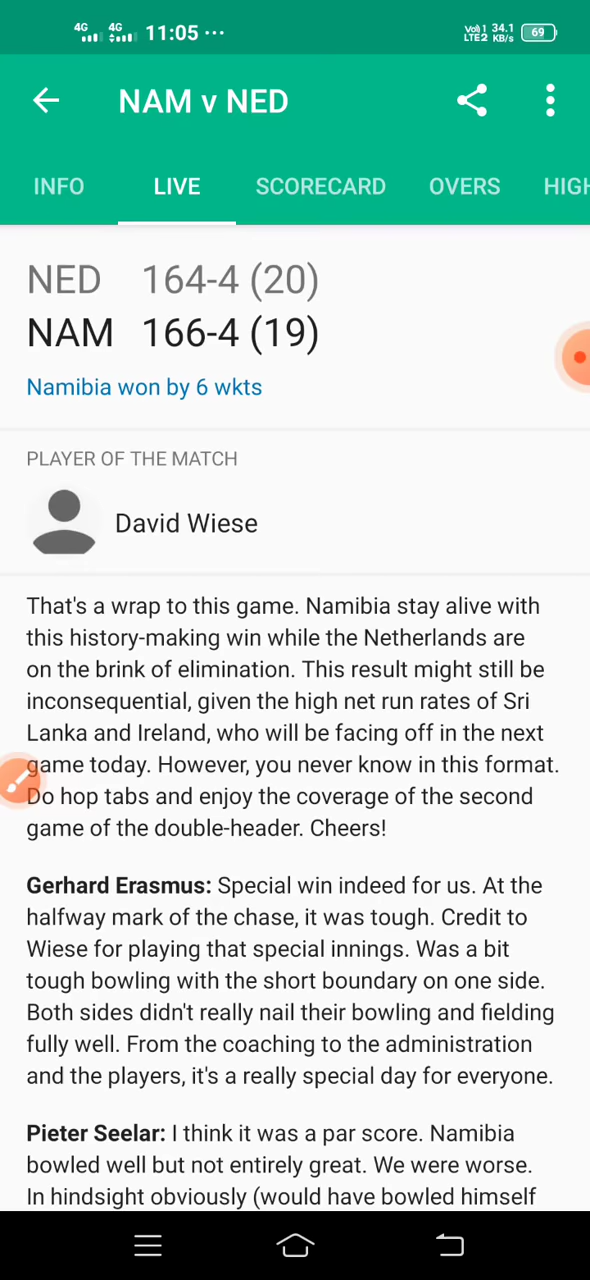 4G 4G 11:05 ··· Vo)) 1 LTE2 34.1 KB/s 69
NAM v NED
INFO LIVE SCORECARD OVERS HIGH
NED 164-4 (20)
NAM 166-4 (19)
Namibia won by 6 wkts
PLAYER OF THE MATCH
David Wiese
That's a wrap to this game. Namibia stay alive with
this history-making win while the Netherlands are
on the brink of elimination. This result might still be
inconsequential, given the high net run rates of Sri
Lanka and Ireland, who will be facing off in the next
game today. However, you never know in this format.
Do hop tabs and enjoy the coverage of the second
game of the double-header. Cheers!
Gerhard Erasmus: Special win indeed for us. At the
halfway mark of the chase, it was tough. Credit to
Wiese for playing that special innings. Was a bit
tough bowling with the short boundary on one side.
Both sides didn't really nail their bowling and fielding
fully well. From the coaching to the administration
and the players, it's a really special day for everyone.
Pieter Seelar: I think it was a par score. Namibia
bowled well but not entirely great. We were worse.
In hindsight obviously (would have bowled himself